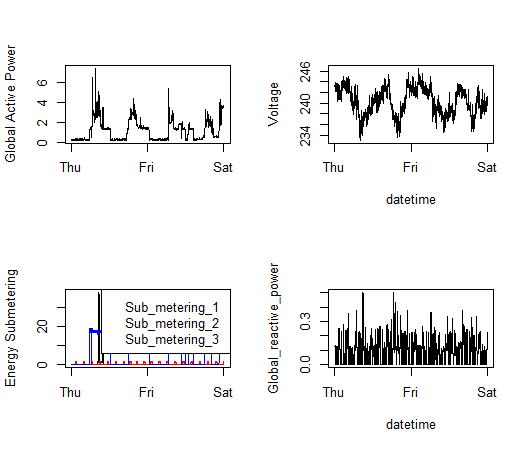 Global Active Power
6
4
2
0
Thu Fri Sat
Voltage
246
240
234
Thu Fri Sat
datetime
Energy Submetering
20
0
Sub_metering_1
Sub_metering_2
Sub_metering_3
Thu Fri Sat
Global_reactive_power
0.3
0.0
Thu Fri Sat
datetime